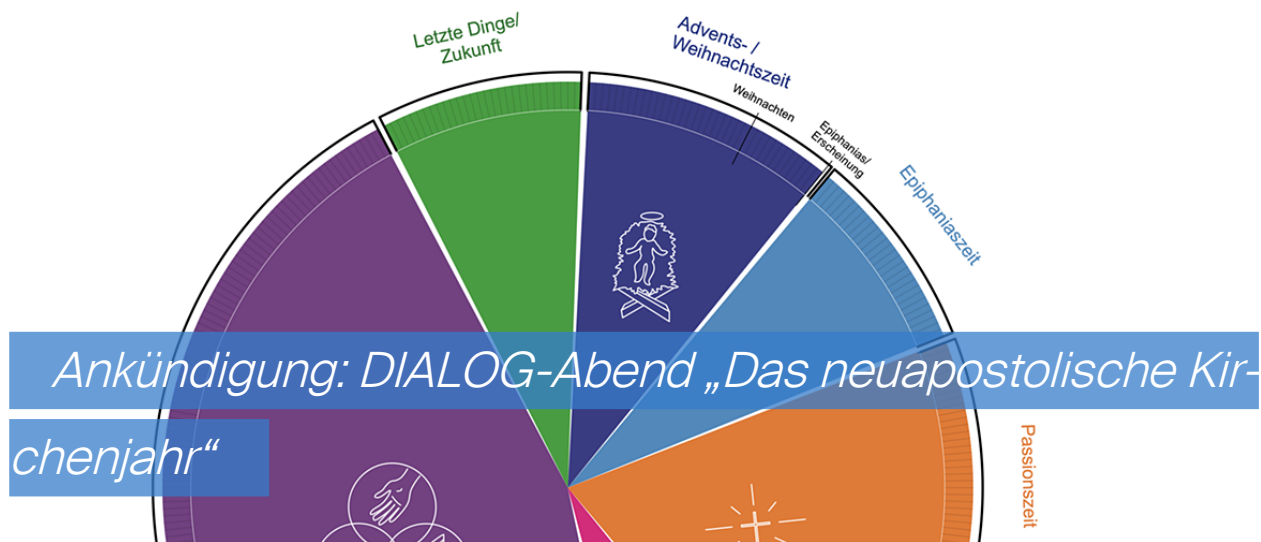 Letzte Dinge/
Zukunft
Advents- /
Weihnachtszeit
Weihnachten
Epiphanias/
Erscheinung
Epiphaniaszeit
Ankündigung: DIALOG-Abend „Das neuapostolische Kir-
chenjahr“
Passionszeit